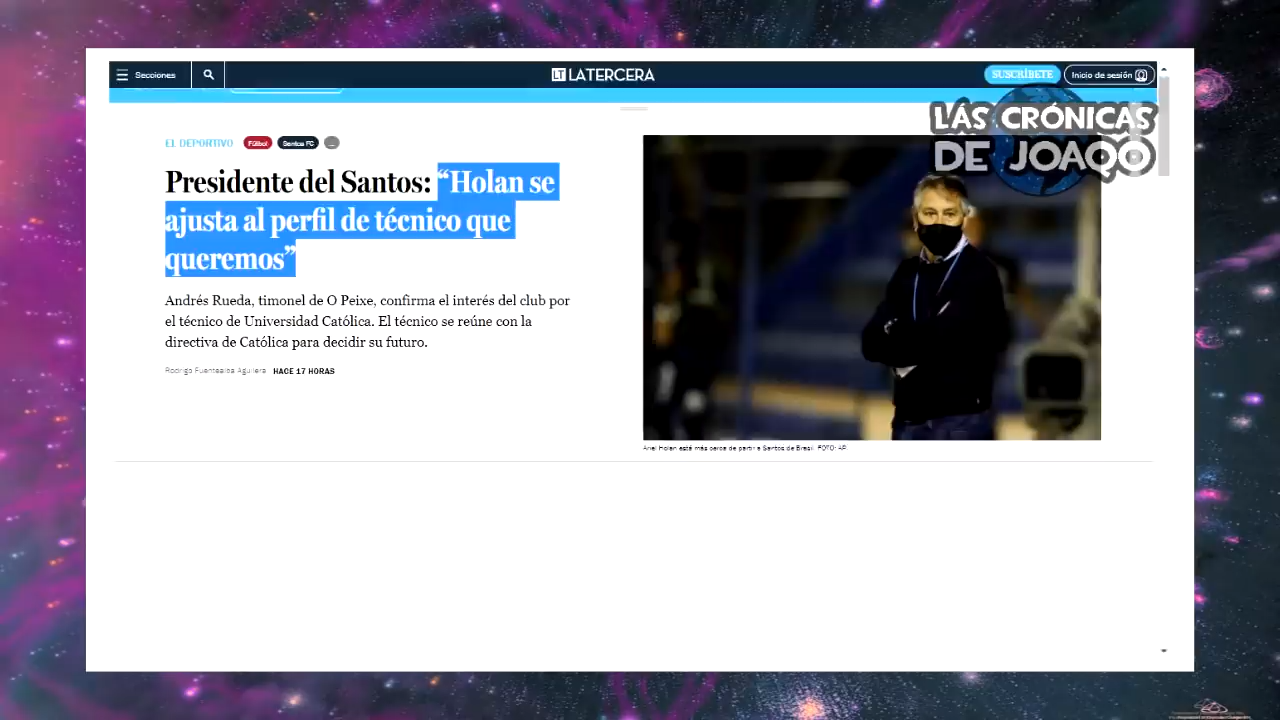 Secciones
LT LATERCERA
SUSCRÍBETE
Inicio de sesión
LÁS CRÓNICAS
DE JOAQO
EL DEPORTIVO Fútbol Santos FC ...
Presidente del Santos: “Holan se
ajusta al perfil de técnico que
queremos”
Andrés Rueda, timonel de O Peixe, confirma el interés del club por
el técnico de Universidad Católica. El técnico se reúne con la
directiva de Católica para decidir su futuro.
Rodrigo Fuentealba Aguilera HACE 17 HORAS
Ariel Holan está más cerca de partir a Santos de Brasil. FOTO: AP